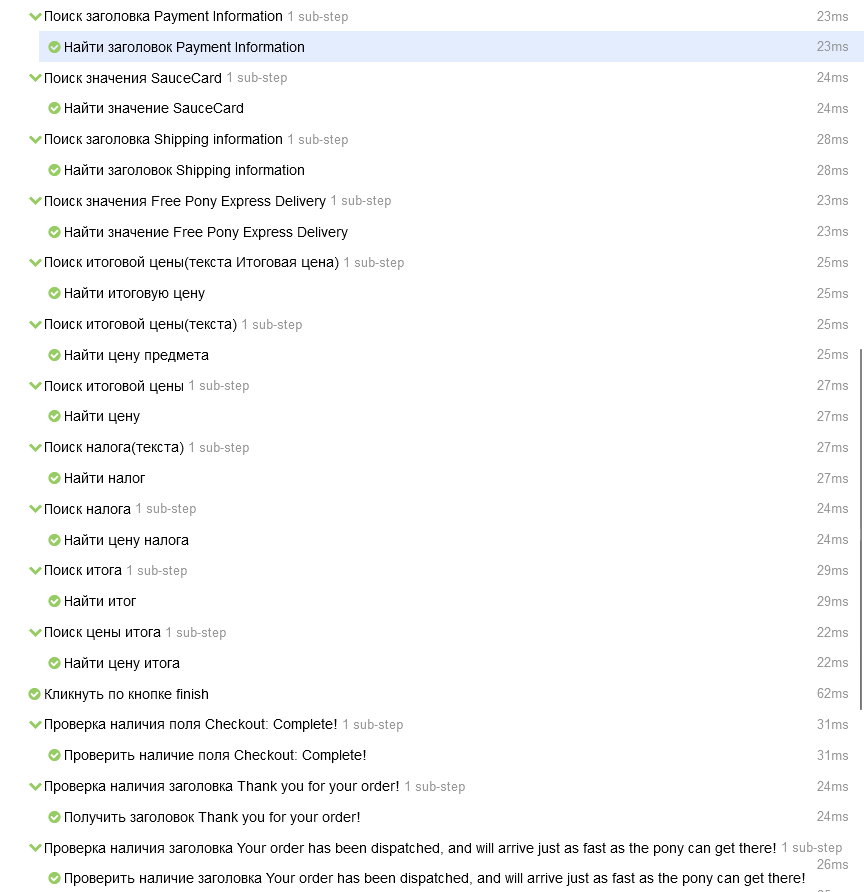 Поиск заголовка Payment Information 1 sub-step 23ms
Найти заголовок Payment Information 23ms
Поиск значения SauceCard 1 sub-step 24ms
Найти значение SauceCard 24ms
Поиск заголовка Shipping information 1 sub-step 28ms
Найти заголовок Shipping information 28ms
Поиск значения Free Pony Express Delivery 1 sub-step 23ms
Найти значение Free Pony Express Delivery 23ms
Поиск итоговой цены(текста Итоговая цена) 1 sub-step 25ms
Найти итоговую цену 25ms
Поиск итоговой цены(текста) 1 sub-step 25ms
Найти цену предмета 25ms
Поиск итоговой цены 1 sub-step 27ms
Найти цену 27ms
Поиск налога(текста) 1 sub-step 27ms
Найти налог 27ms
Поиск налога 1 sub-step 24ms
Найти цену налога 24ms
Поиск итога 1 sub-step 29ms
Найти итог 29ms
Поиск цены итога 1 sub-step 22ms
Найти цену итога 22ms
Кликнуть по кнопке finish 62ms
Проверка наличия поля Checkout: Complete! 1 sub-step 31ms
Проверить наличие поля Checkout: Complete! 31ms
Проверка наличия заголовка Thank you for your order! 1 sub-step 24ms
Получить заголовок Thank you for your order! 24ms
Проверка наличия заголовка Your order has been dispatched, and will arrive just as fast as the pony can get there! 1 sub-step
26ms
Проверить наличие заголовка Your order has been dispatched, and will arrive just as fast as the pony can get there!